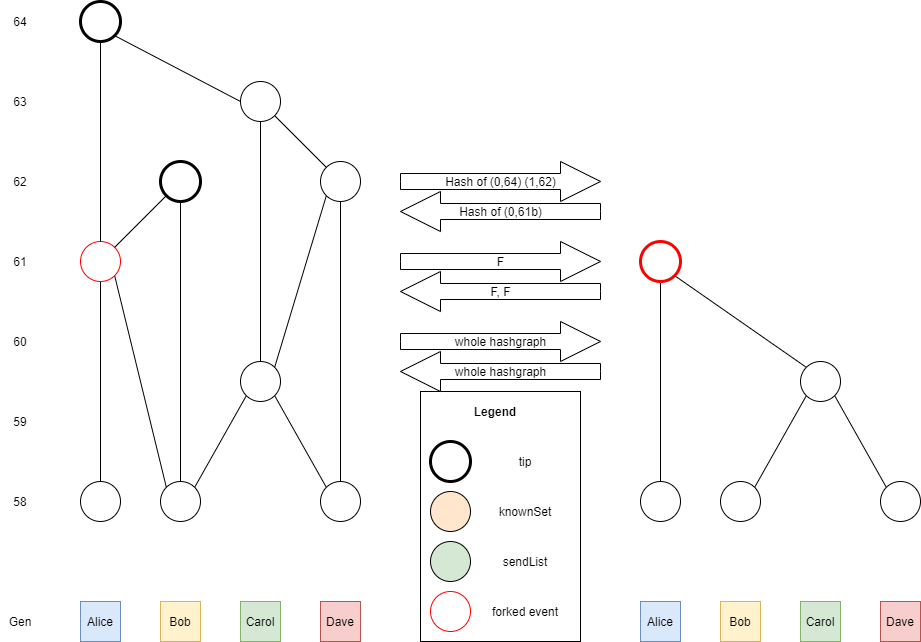 64
63
62
Hash of (0,64) (1,62)
Hash of (0,61b)
61
F
F, F
60
whole hashgraph
whole hashgraph
Legend
59
tip
58
knownSet
sendList
forked event
Gen
Alice
Bob
Carol
Dave
Alice
Bob
Carol
Dave